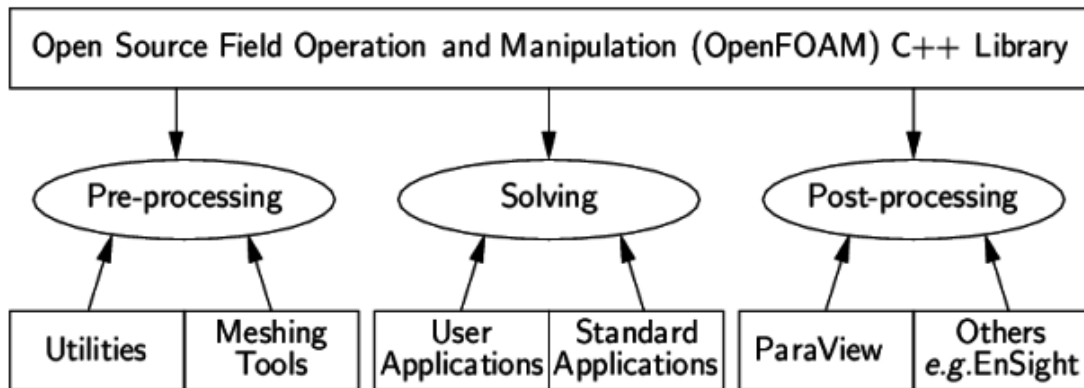 Open Source Field Operation and Manipulation (OpenFOAM) C++ Library
Pre-processing
Solving
Post-processing
Utilities
Meshing
Tools
User
Applications
Standard
Applications
ParaView
Others
e.g.EnSight